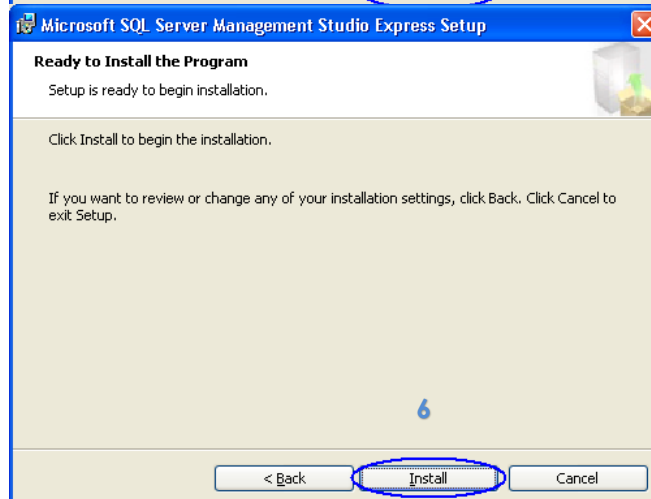 Microsoft SQL Server Management Studio Express Setup
Ready to Install the Program
Setup is ready to begin installation.
Click Install to begin the installation.
If you want to review or change any of your installation settings, click Back. Click Cancel to
exit Setup.
6
< Back
Install
Cancel